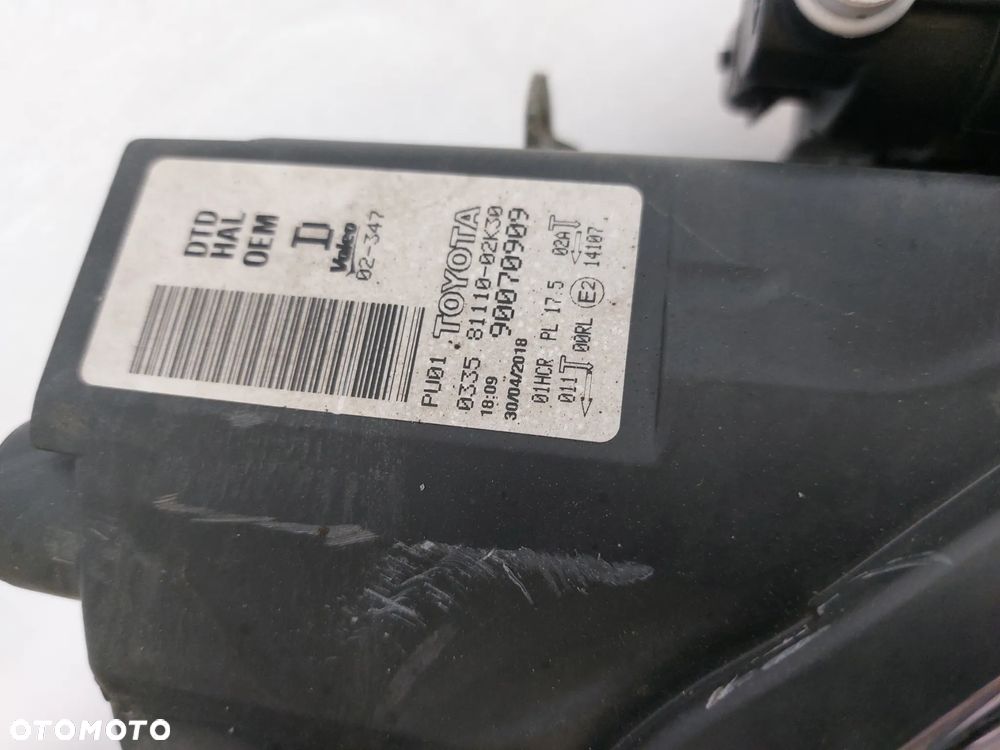 DTD
HAL
OEM
D
Valeo
02-347
PU01 TOYOTA
0335 81110-02K30
18:09 90070909
30/04/2018
01HCR PL 17.5 02A
011 00RL E2 14107
OTOMOTO